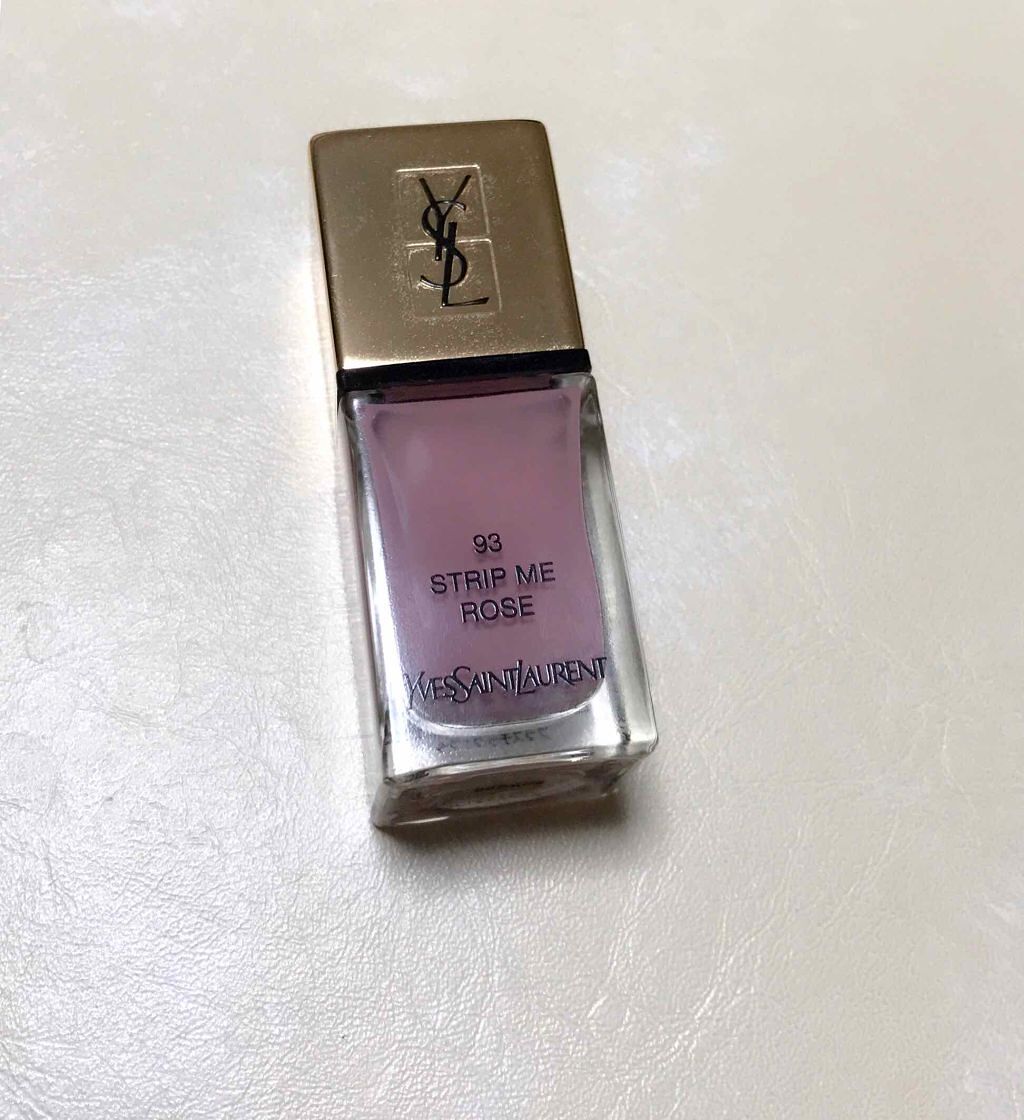 YSL
93
STRIP ME
ROSE
YVESSAINTLAURENT